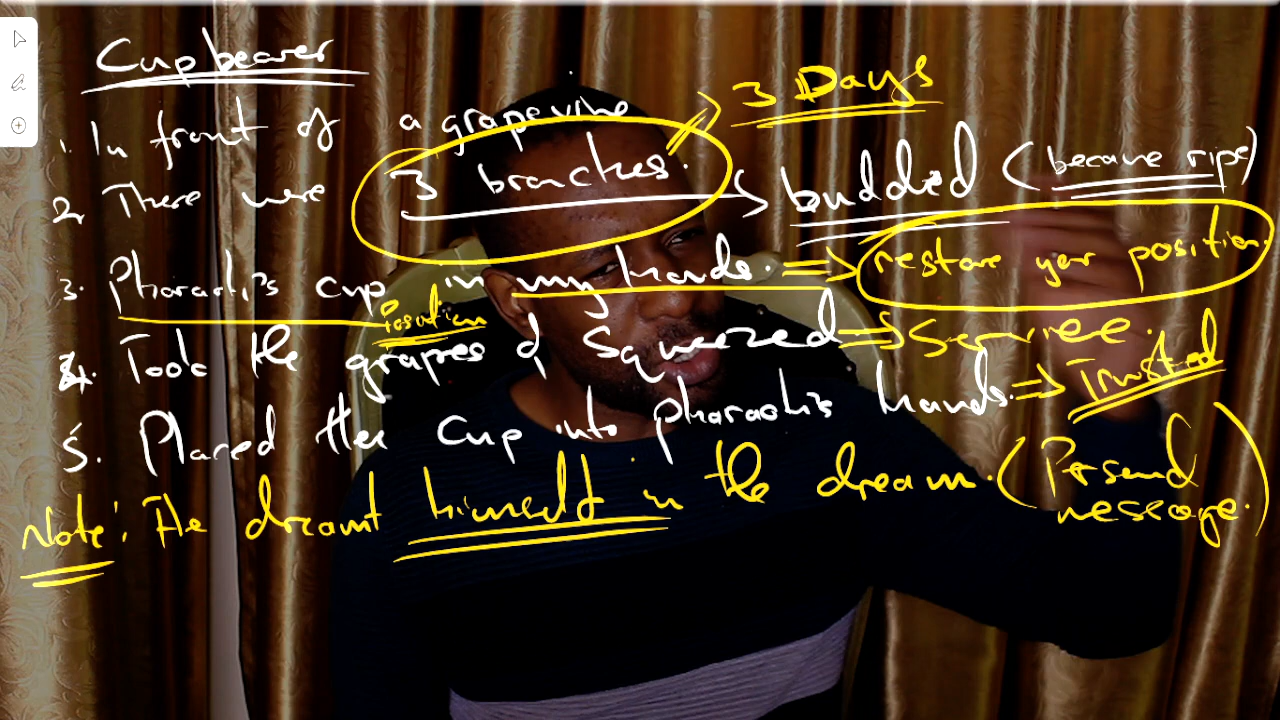 Cupbearer
1. In front of a grapevine
2. There were 3 branches. → budded (became ripe)
⇒ 3 Days
3. Pharaoh's cup in my hands. ⇒ restore your position.
Position
4. Took the grapes & squeezed ⇒ Service.
5. Placed the cup into pharaoh's hands. ⇒ Trusted
Note: He dreamt himself in the dream. (Personal message.)